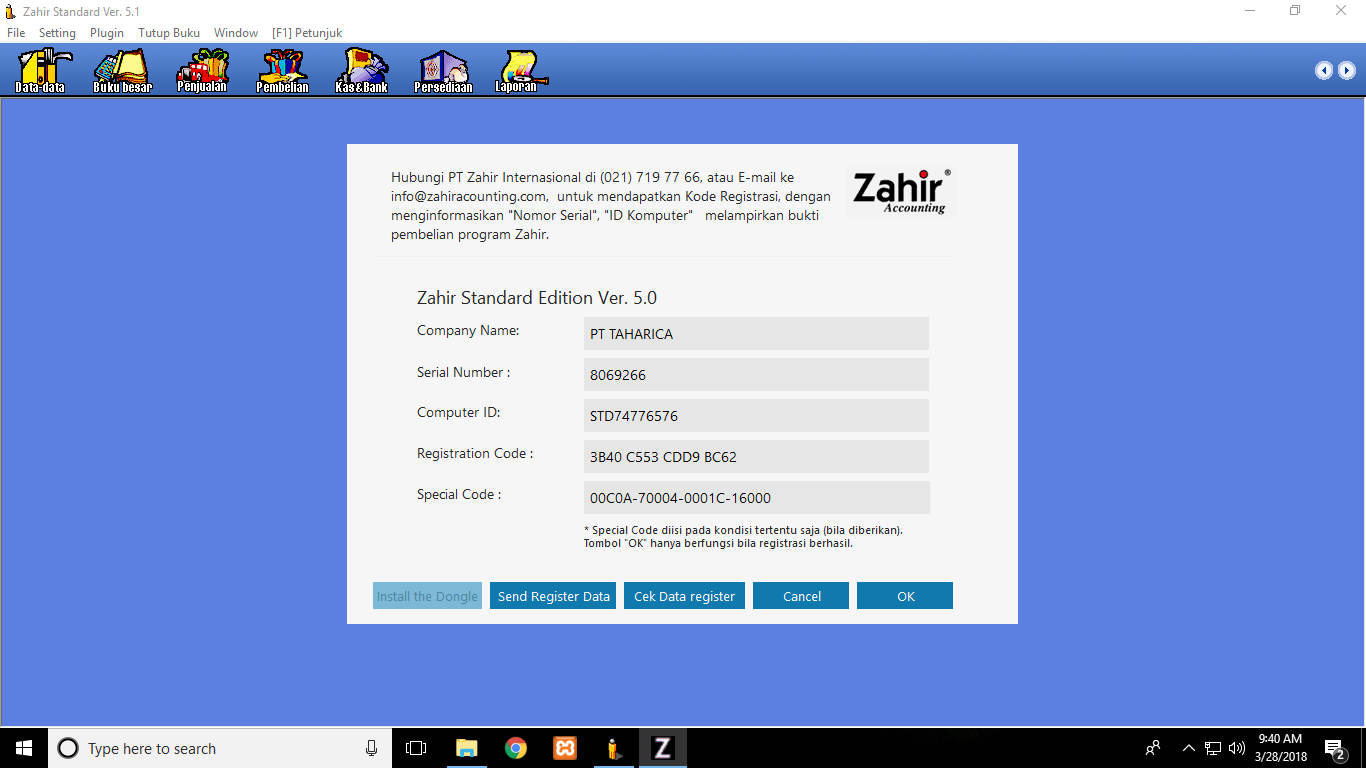 Zahir Standard Ver. 5.1
File Setting Plugin Tutup Buku Window [F1] Petunjuk
Data-data Buku besar Penjualan Pembelian Kas&Bank Persediaan Laporan
Hubungi PT Zahir Internasional di (021) 719 77 66, atau E-mail ke
info@zahiracounting.com, untuk mendapatkan Kode Registrasi, dengan
menginformasikan "Nomor Serial", "ID Komputer" melampirkan bukti
pembelian program Zahir.
Zahir®
Accounting
Zahir Standard Edition Ver. 5.0
Company Name: PT TAHARICA
Serial Number : 8069266
Computer ID: STD74776576
Registration Code : 3B40 C553 CDD9 BC62
Special Code : 00C0A-70004-0001C-16000
* Special Code diisi pada kondisi tertentu saja (bila diberikan).
Tombol "OK" hanya berfungsi bila registrasi berhasil.
Install the Dongle Send Register Data Cek Data register Cancel OK
Type here to search
9:40 AM
3/28/2018
2